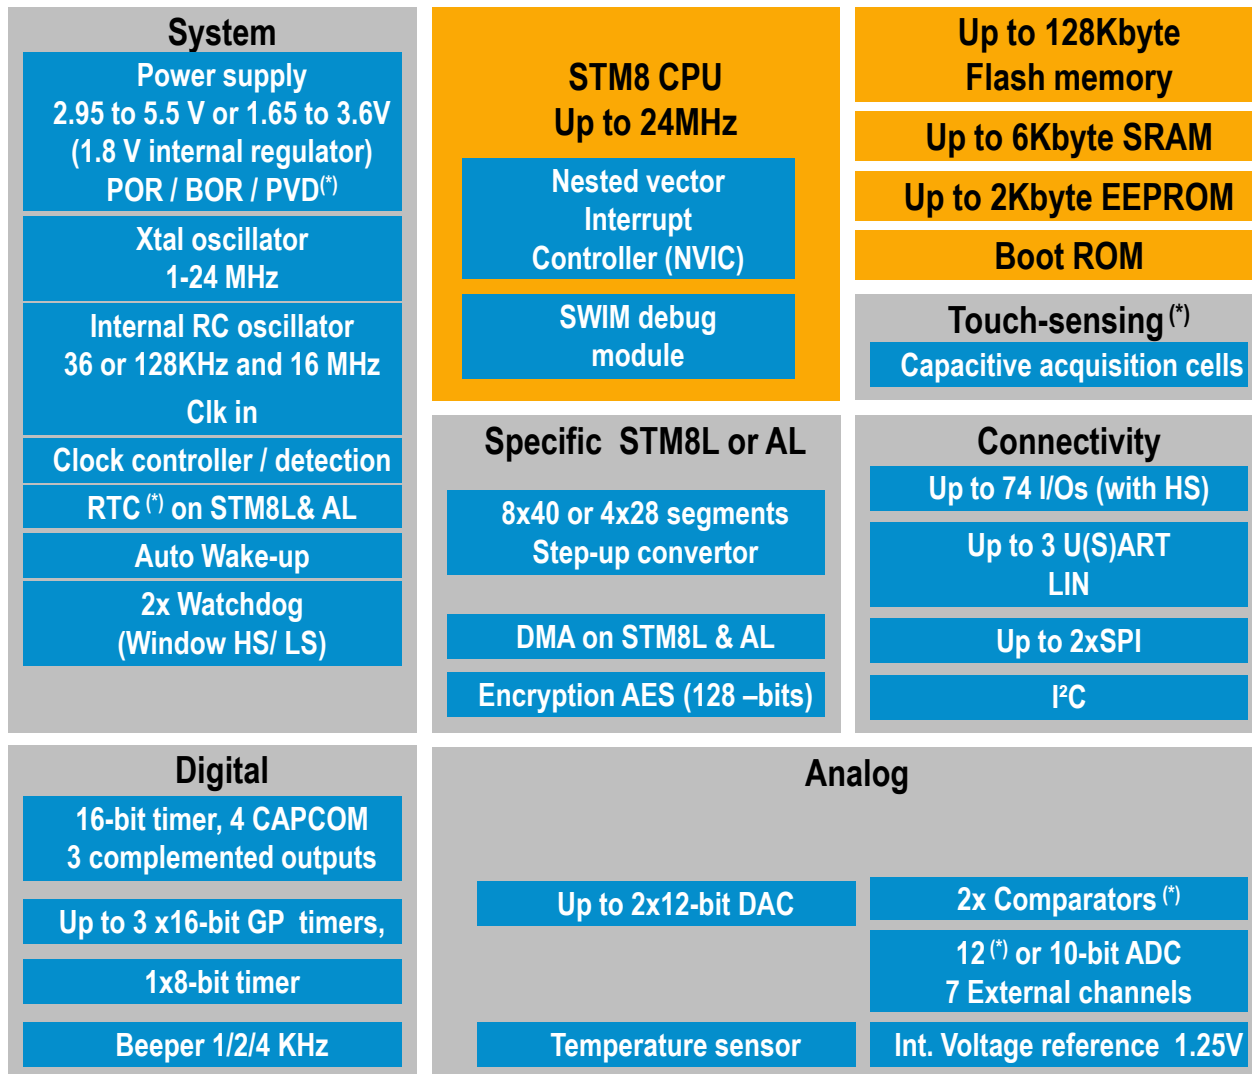 System
Power supply
2.95 to 5.5 V or 1.65 to 3.6V
(1.8 V internal regulator)
POR / BOR / PVD(*)
Xtal oscillator
1-24 MHz
Internal RC oscillator
36 or 128KHz and 16 MHz
Clk in
Clock controller / detection
RTC (*) on STM8L& AL
Auto Wake-up
2x Watchdog
(Window HS/ LS)
STM8 CPU
Up to 24MHz
Nested vector
Interrupt
Controller (NVIC)
SWIM debug
module
Up to 128Kbyte
Flash memory
Up to 6Kbyte SRAM
Up to 2Kbyte EEPROM
Boot ROM
Touch-sensing (*)
Capacitive acquisition cells
Specific STM8L or AL
8x40 or 4x28 segments
Step-up convertor
DMA on STM8L & AL
Encryption AES (128 –bits)
Connectivity
Up to 74 I/Os (with HS)
Up to 3 U(S)ART
LIN
Up to 2xSPI
I²C
Digital
16-bit timer, 4 CAPCOM
3 complemented outputs
Up to 3 x16-bit GP timers,
1x8-bit timer
Beeper 1/2/4 KHz
Analog
Up to 2x12-bit DAC
2x Comparators (*)
12 (*) or 10-bit ADC
7 External channels
Temperature sensor
Int. Voltage reference 1.25V